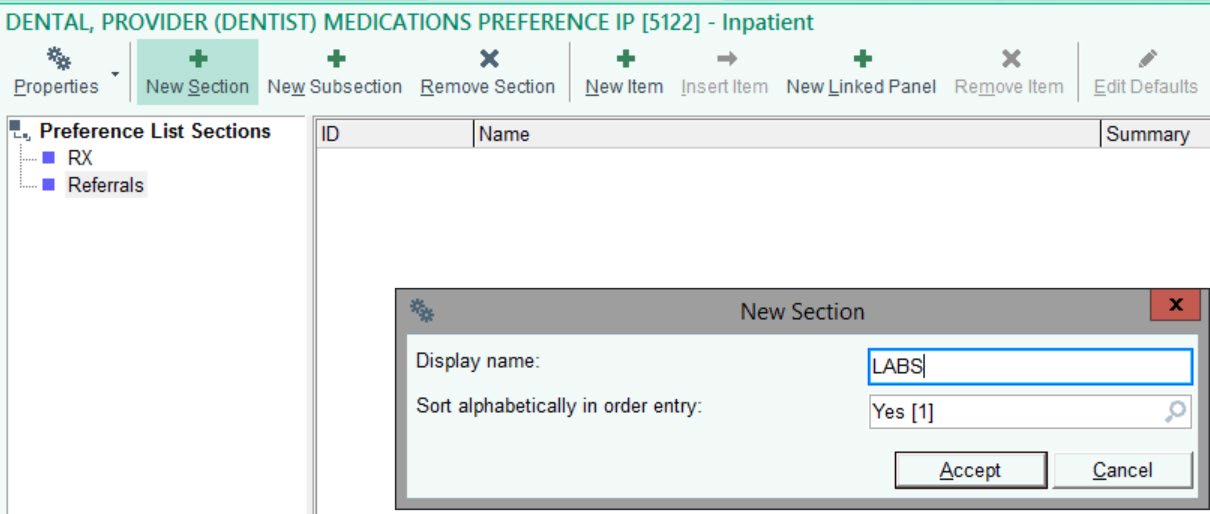 DENTAL, PROVIDER (DENTIST) MEDICATIONS PREFERENCE IP [5122] - Inpatient
Properties New Section New Subsection Remove Section New Item Insert Item New Linked Panel Remove Item Edit Defaults
Preference List Sections
RX
Referrals
ID Name Summary
New Section x
Display name: LABS
Sort alphabetically in order entry: Yes [1]
Accept Cancel